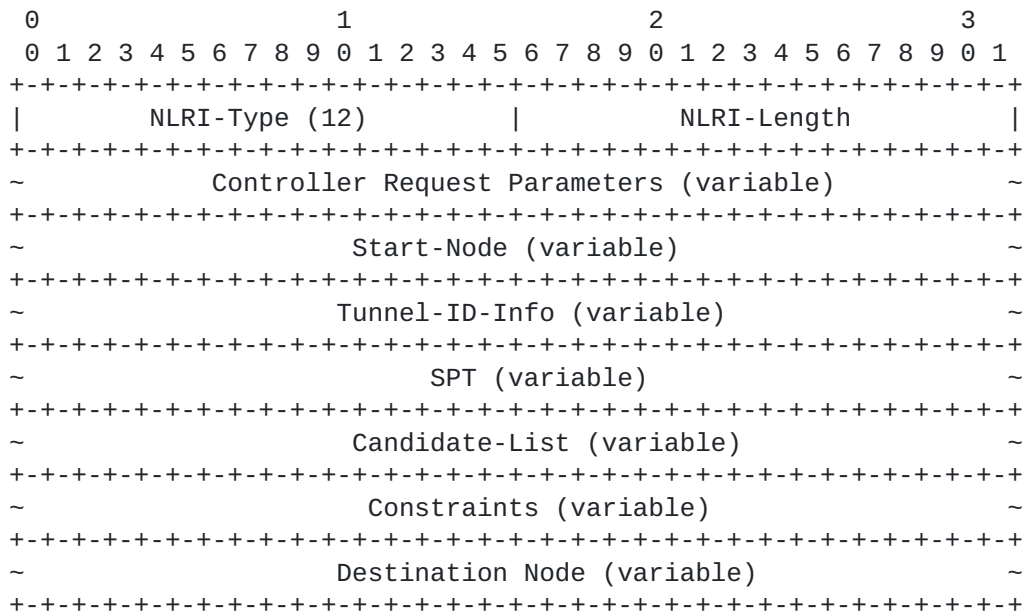 0                   1                   2                   3
 0 1 2 3 4 5 6 7 8 9 0 1 2 3 4 5 6 7 8 9 0 1 2 3 4 5 6 7 8 9 0 1
+-+-+-+-+-+-+-+-+-+-+-+-+-+-+-+-+-+-+-+-+-+-+-+-+-+-+-+-+-+-+-+-+
|        NLRI-Type (12)         |          NLRI-Length          |
+-+-+-+-+-+-+-+-+-+-+-+-+-+-+-+-+-+-+-+-+-+-+-+-+-+-+-+-+-+-+-+-+
~            Controller Request Parameters (variable)           ~
+-+-+-+-+-+-+-+-+-+-+-+-+-+-+-+-+-+-+-+-+-+-+-+-+-+-+-+-+-+-+-+-+
~                     Start-Node (variable)                     ~
+-+-+-+-+-+-+-+-+-+-+-+-+-+-+-+-+-+-+-+-+-+-+-+-+-+-+-+-+-+-+-+-+
~                    Tunnel-ID-Info (variable)                  ~
+-+-+-+-+-+-+-+-+-+-+-+-+-+-+-+-+-+-+-+-+-+-+-+-+-+-+-+-+-+-+-+-+
~                          SPT (variable)                       ~
+-+-+-+-+-+-+-+-+-+-+-+-+-+-+-+-+-+-+-+-+-+-+-+-+-+-+-+-+-+-+-+-+
~                     Candidate-List (variable)                 ~
+-+-+-+-+-+-+-+-+-+-+-+-+-+-+-+-+-+-+-+-+-+-+-+-+-+-+-+-+-+-+-+-+
~                      Constraints (variable)                   ~
+-+-+-+-+-+-+-+-+-+-+-+-+-+-+-+-+-+-+-+-+-+-+-+-+-+-+-+-+-+-+-+-+
~                    Destination Node (variable)                ~
+-+-+-+-+-+-+-+-+-+-+-+-+-+-+-+-+-+-+-+-+-+-+-+-+-+-+-+-+-+-+-+-+